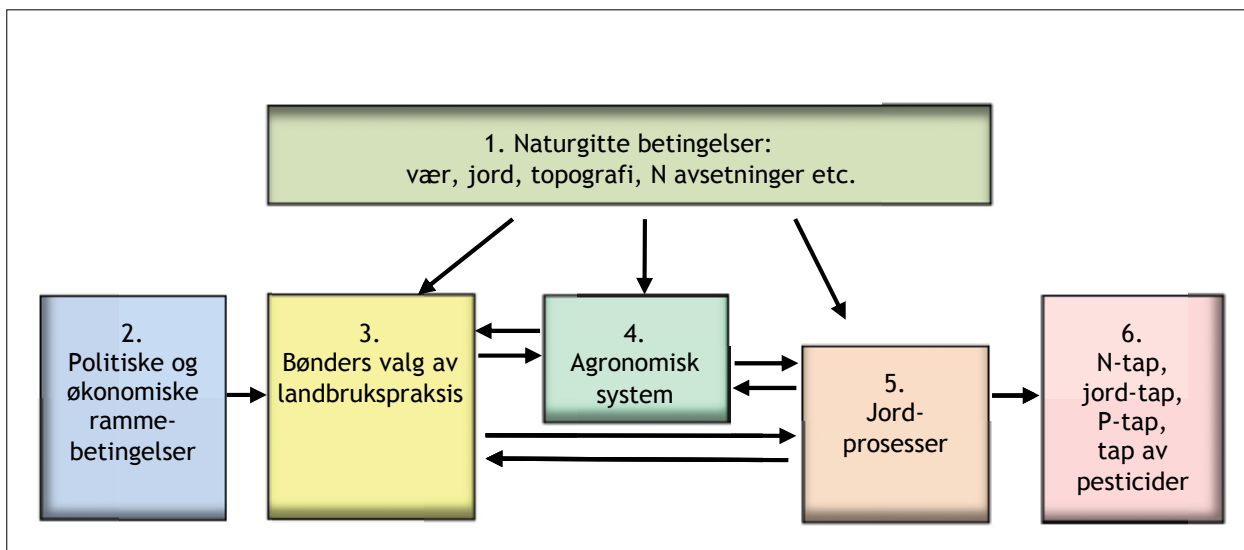 1. Naturgitte betingelser:
vær, jord, topografi, N avsetninger etc.
2.
Politiske og
økonomiske
ramme-
betingelser
3.
Bønders valg av
landbrukspraksis
4.
Agronomisk
system
5.
Jord-
prosesser
6.
N-tap,
jord-tap,
P-tap,
tap av
pesticider